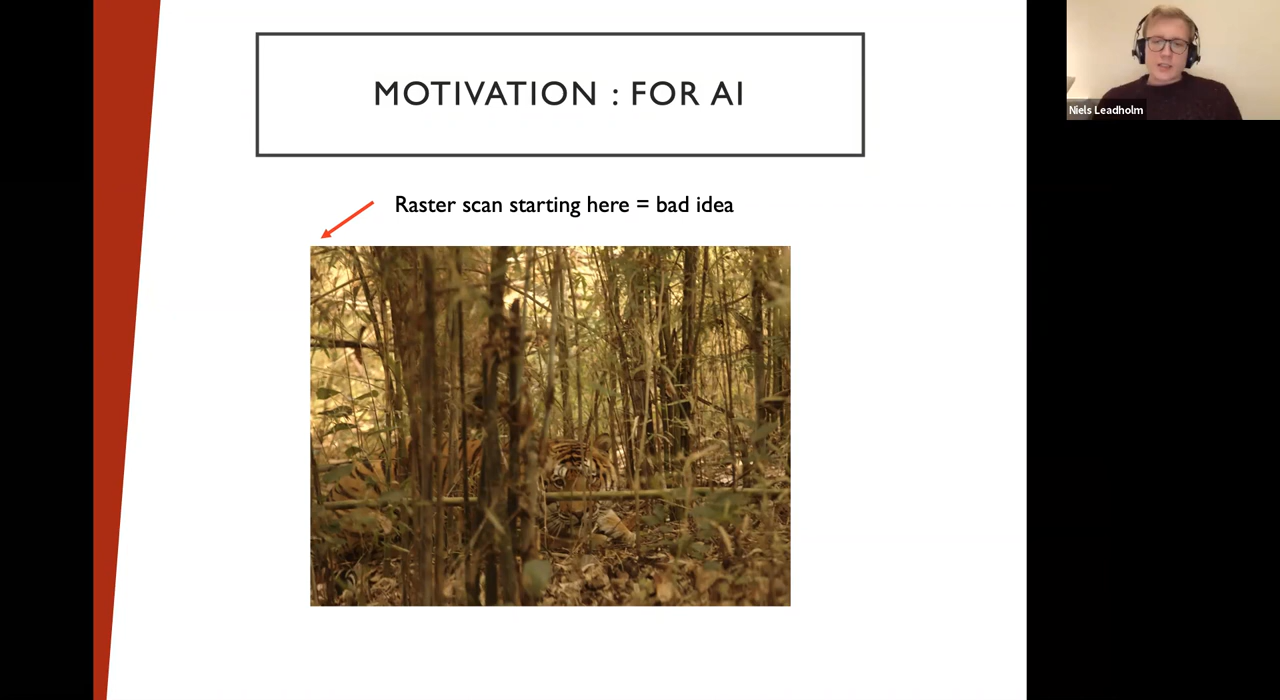 MOTIVATION : FOR AI
Raster scan starting here = bad idea
Niels Leadholm